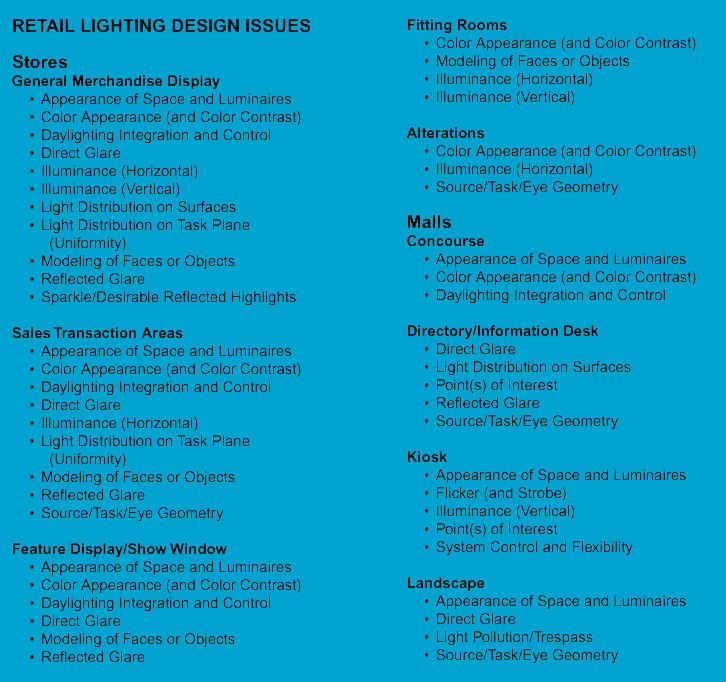 RETAIL LIGHTING DESIGN ISSUES
Stores
General Merchandise Display
• Appearance of Space and Luminaires
• Color Appearance (and Color Contrast)
• Daylighting Integration and Control
• Direct Glare
• Illuminance (Horizontal)
• Illuminance (Vertical)
• Light Distribution on Surfaces
• Light Distribution on Task Plane
(Uniformity)
• Modeling of Faces or Objects
• Reflected Glare
• Sparkle/Desirable Reflected Highlights
Sales Transaction Areas
• Appearance of Space and Luminaires
• Color Appearance (and Color Contrast)
• Daylighting Integration and Control
• Direct Glare
• Illuminance (Horizontal)
• Light Distribution on Task Plane
(Uniformity)
• Modeling of Faces or Objects
• Reflected Glare
• Source/Task/Eye Geometry
Feature Display/Show Window
• Appearance of Space and Luminaires
• Color Appearance (and Color Contrast)
• Daylighting Integration and Control
• Direct Glare
• Modeling of Faces or Objects
• Reflected Glare
Fitting Rooms
• Color Appearance (and Color Contrast)
• Modeling of Faces or Objects
• Illuminance (Horizontal)
• Illuminance (Vertical)
Alterations
• Color Appearance (and Color Contrast)
• Illuminance (Horizontal)
• Source/Task/Eye Geometry
Malls
Concourse
• Appearance of Space and Luminaires
• Color Appearance (and Color Contrast)
• Daylighting Integration and Control
Directory/Information Desk
• Direct Glare
• Light Distribution on Surfaces
• Point(s) of Interest
• Reflected Glare
• Source/Task/Eye Geometry
Kiosk
• Appearance of Space and Luminaires
• Flicker (and Strobe)
• Illuminance (Vertical)
• Point(s) of Interest
• System Control and Flexibility
Landscape
• Appearance of Space and Luminaires
• Direct Glare
• Light Pollution/Trespass
• Source/Task/Eye Geometry